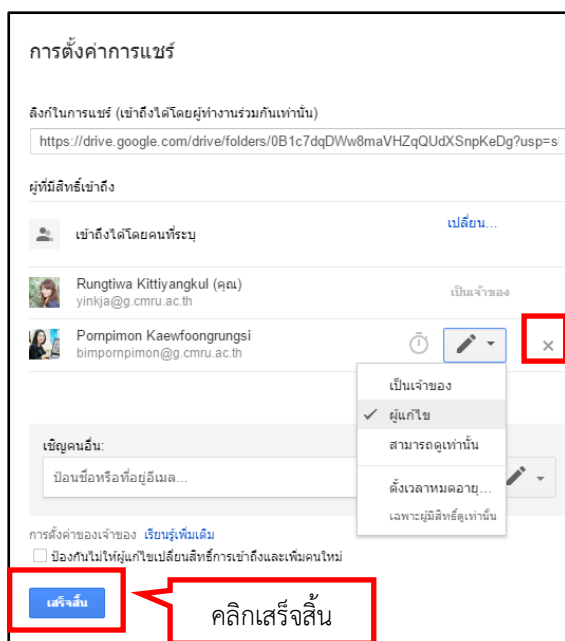 การตั้งค่าการแชร์
ลิงก์ในการแชร์ (เข้าถึงได้โดยผู้ทำงานร่วมกันเท่านั้น)
https://drive.google.com/drive/folders/0B1c7dqDWw8maVHZqQUdXSnpKeDg?usp=s
ผู้ที่มีสิทธิ์เข้าถึง
เข้าถึงได้โดยคนที่ระบุ
เปลี่ยน...
Rungtiwa Kittiyangkul (คุณ)
yinkja@g.cmru.ac.th
เป็นเจ้าของ
Pornpimon Kaewfoongrungsi
bimpornpimon@g.cmru.ac.th
เป็นเจ้าของ
ผู้แก้ไข
สามารถดูเท่านั้น
ตั้งเวลาหมดอายุ...
เฉพาะผู้มีสิทธิ์ดูเท่านั้น
เชิญคนอื่น:
ป้อนชื่อหรือที่อยู่อีเมล...
การตั้งค่าของเจ้าของ เรียนรู้เพิ่มเติม
ป้องกันไม่ให้ผู้แก้ไขเปลี่ยนสิทธิ์การเข้าถึงและเพิ่มคนใหม่
เสร็จสิ้น
คลิกเสร็จสิ้น